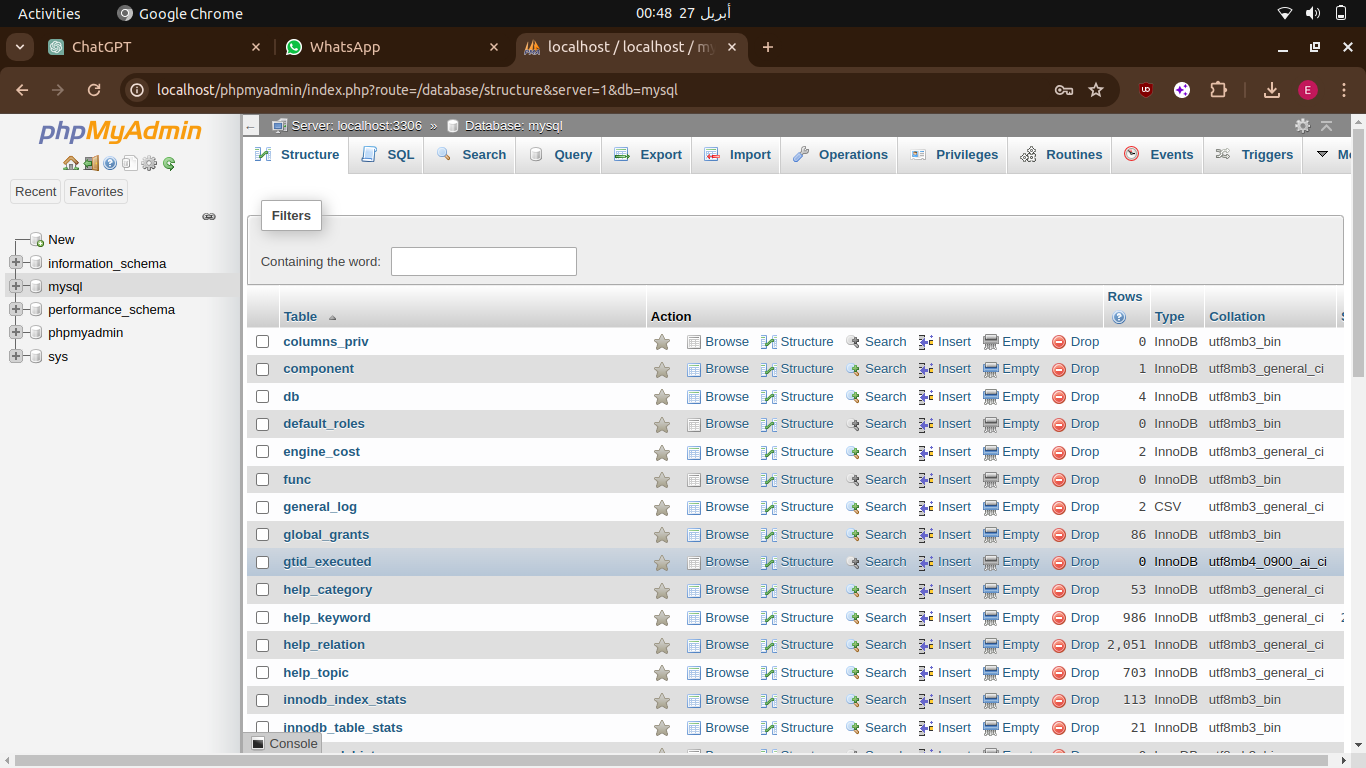 Activities Google Chrome 00:48 27 أبريل
ChatGPT WhatsApp localhost / localhost / my
localhost/phpmyadmin/index.php?route=/database/structure&server=1&db=mysql E
phpMyAdmin
Recent Favorites
New
information_schema
mysql
performance_schema
phpmyadmin
sys
Server: localhost:3306 » Database: mysql
Structure SQL Search Query Export Import Operations Privileges Routines Events Triggers
Filters
Containing the word:
Table Action Rows Type Collation
columns_priv Browse Structure Search Insert Empty Drop 0 InnoDB utf8mb3_bin
component Browse Structure Search Insert Empty Drop 1 InnoDB utf8mb3_general_ci
db Browse Structure Search Insert Empty Drop 4 InnoDB utf8mb3_bin
default_roles Browse Structure Search Insert Empty Drop 0 InnoDB utf8mb3_bin
engine_cost Browse Structure Search Insert Empty Drop 2 InnoDB utf8mb3_general_ci
func Browse Structure Search Insert Empty Drop 0 InnoDB utf8mb3_bin
general_log Browse Structure Search Insert Empty Drop 2 CSV utf8mb3_general_ci
global_grants Browse Structure Search Insert Empty Drop 86 InnoDB utf8mb3_bin
gtid_executed Browse Structure Search Insert Empty Drop 0 InnoDB utf8mb4_0900_ai_ci
help_category Browse Structure Search Insert Empty Drop 53 InnoDB utf8mb3_general_ci
help_keyword Browse Structure Search Insert Empty Drop 986 InnoDB utf8mb3_general_ci
help_relation Browse Structure Search Insert Empty Drop 2,051 InnoDB utf8mb3_general_ci
help_topic Browse Structure Search Insert Empty Drop 703 InnoDB utf8mb3_general_ci
innodb_index_stats Browse Structure Search Insert Empty Drop 113 InnoDB utf8mb3_bin
innodb_table_stats Browse Structure Search Insert Empty Drop 21 InnoDB utf8mb3_bin
Console